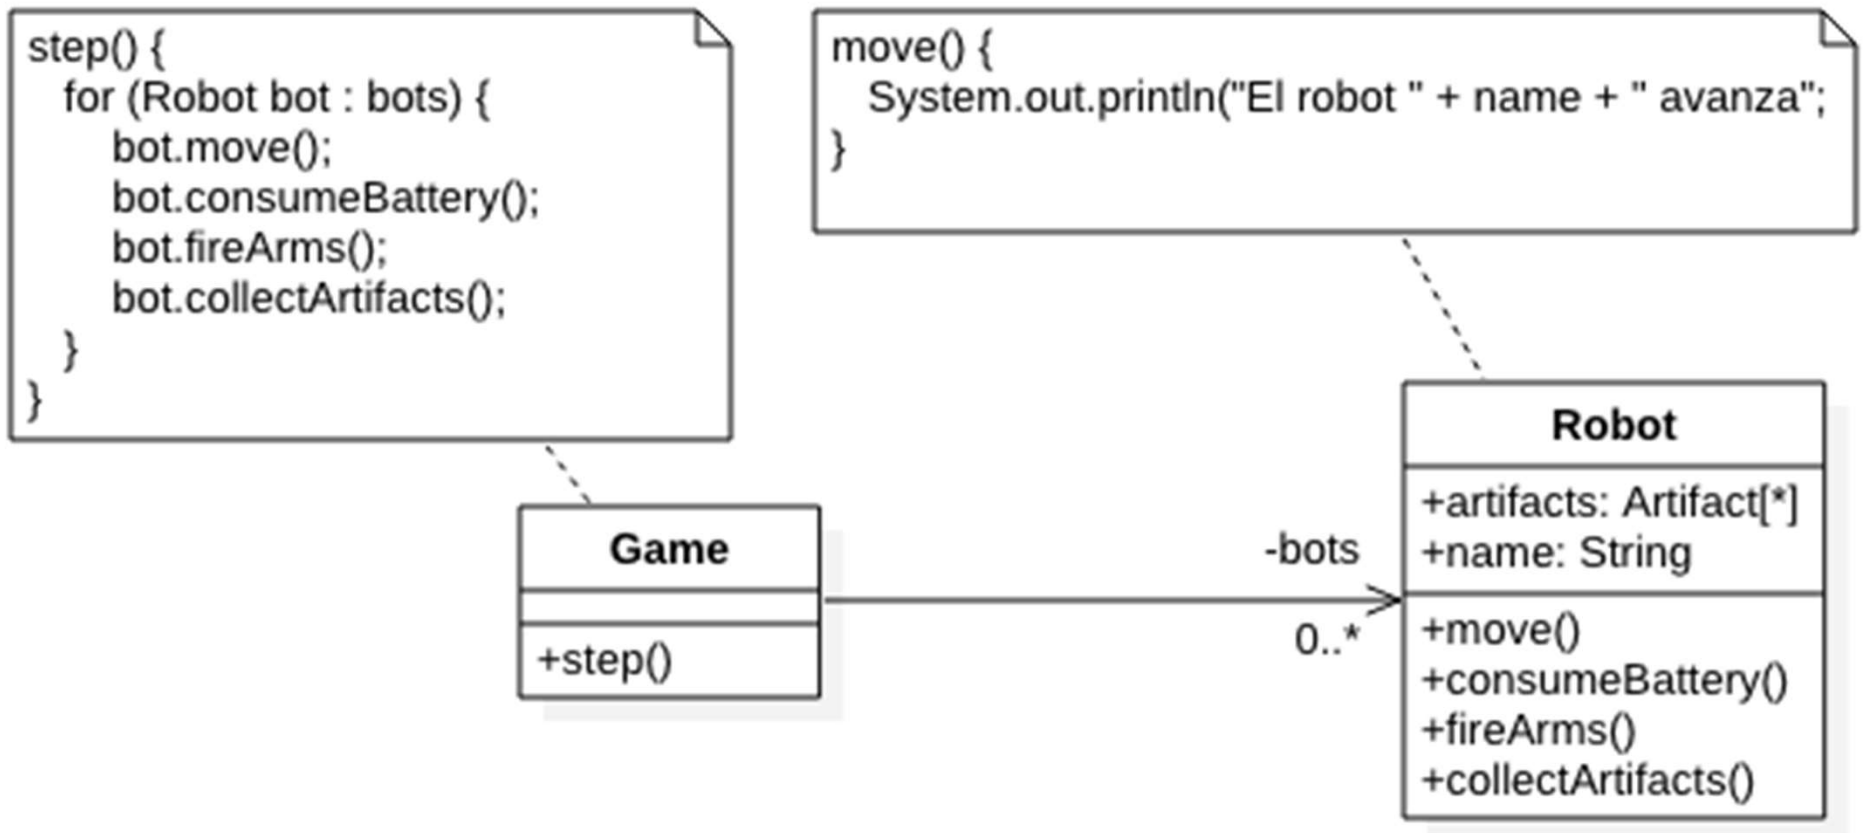 step() {
for (Robot bot : bots) {
bot.move();
bot.consumeBattery();
bot.fireArms();
bot.collectArtifacts();
}
}
move() {
System.out.println("El robot " + name + " avanza";
}
Game
+step()
-bots
0..*
Robot
+artifacts: Artifact[*]
+name: String
+move()
+consumeBattery()
+fireArms()
+collectArtifacts()